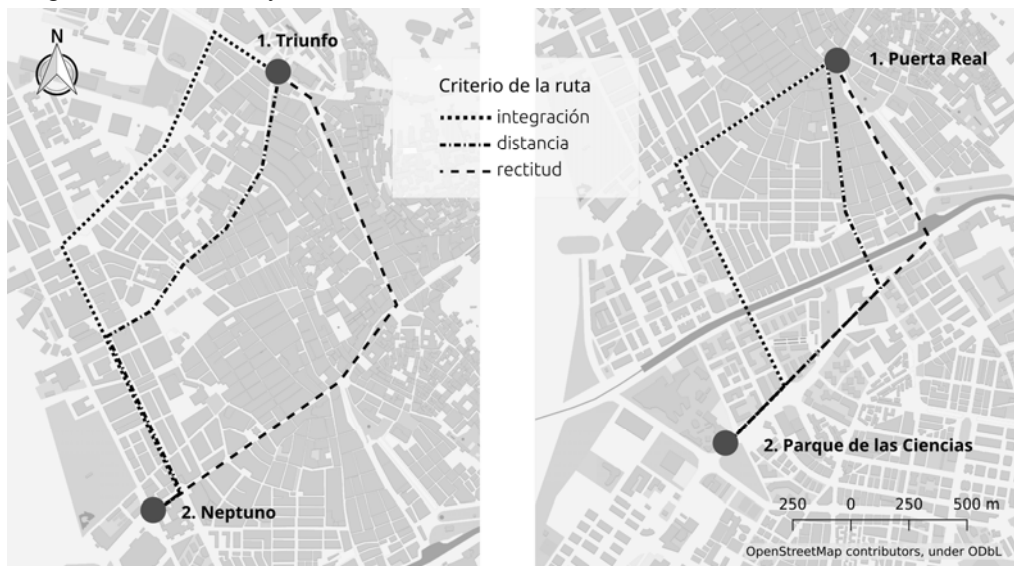 N
1. Triunfo
2. Neptuno
Criterio de la ruta
integración
distancia
rectitud
1. Puerta Real
2. Parque de las Ciencias
250 0 250 500 m
OpenStreetMap contributors, under ODbL